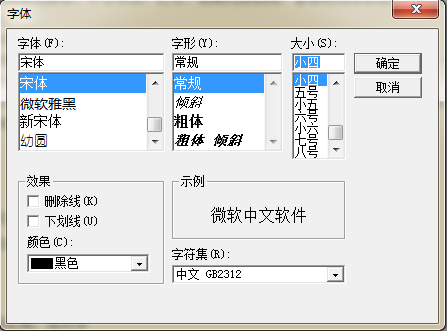 字体
字体(F):
宋体
宋体
微软雅黑
新宋体
幼圆
字形(Y):
常规
常规
倾斜
粗体
粗体 倾斜
大小(S):
小四
小四
五号
小五
六号
小六
七号
八号
确定
取消
效果
删除线(K)
下划线(U)
颜色(C):
黑色
示例
微软中文软件
字符集(R):
中文 GB2312